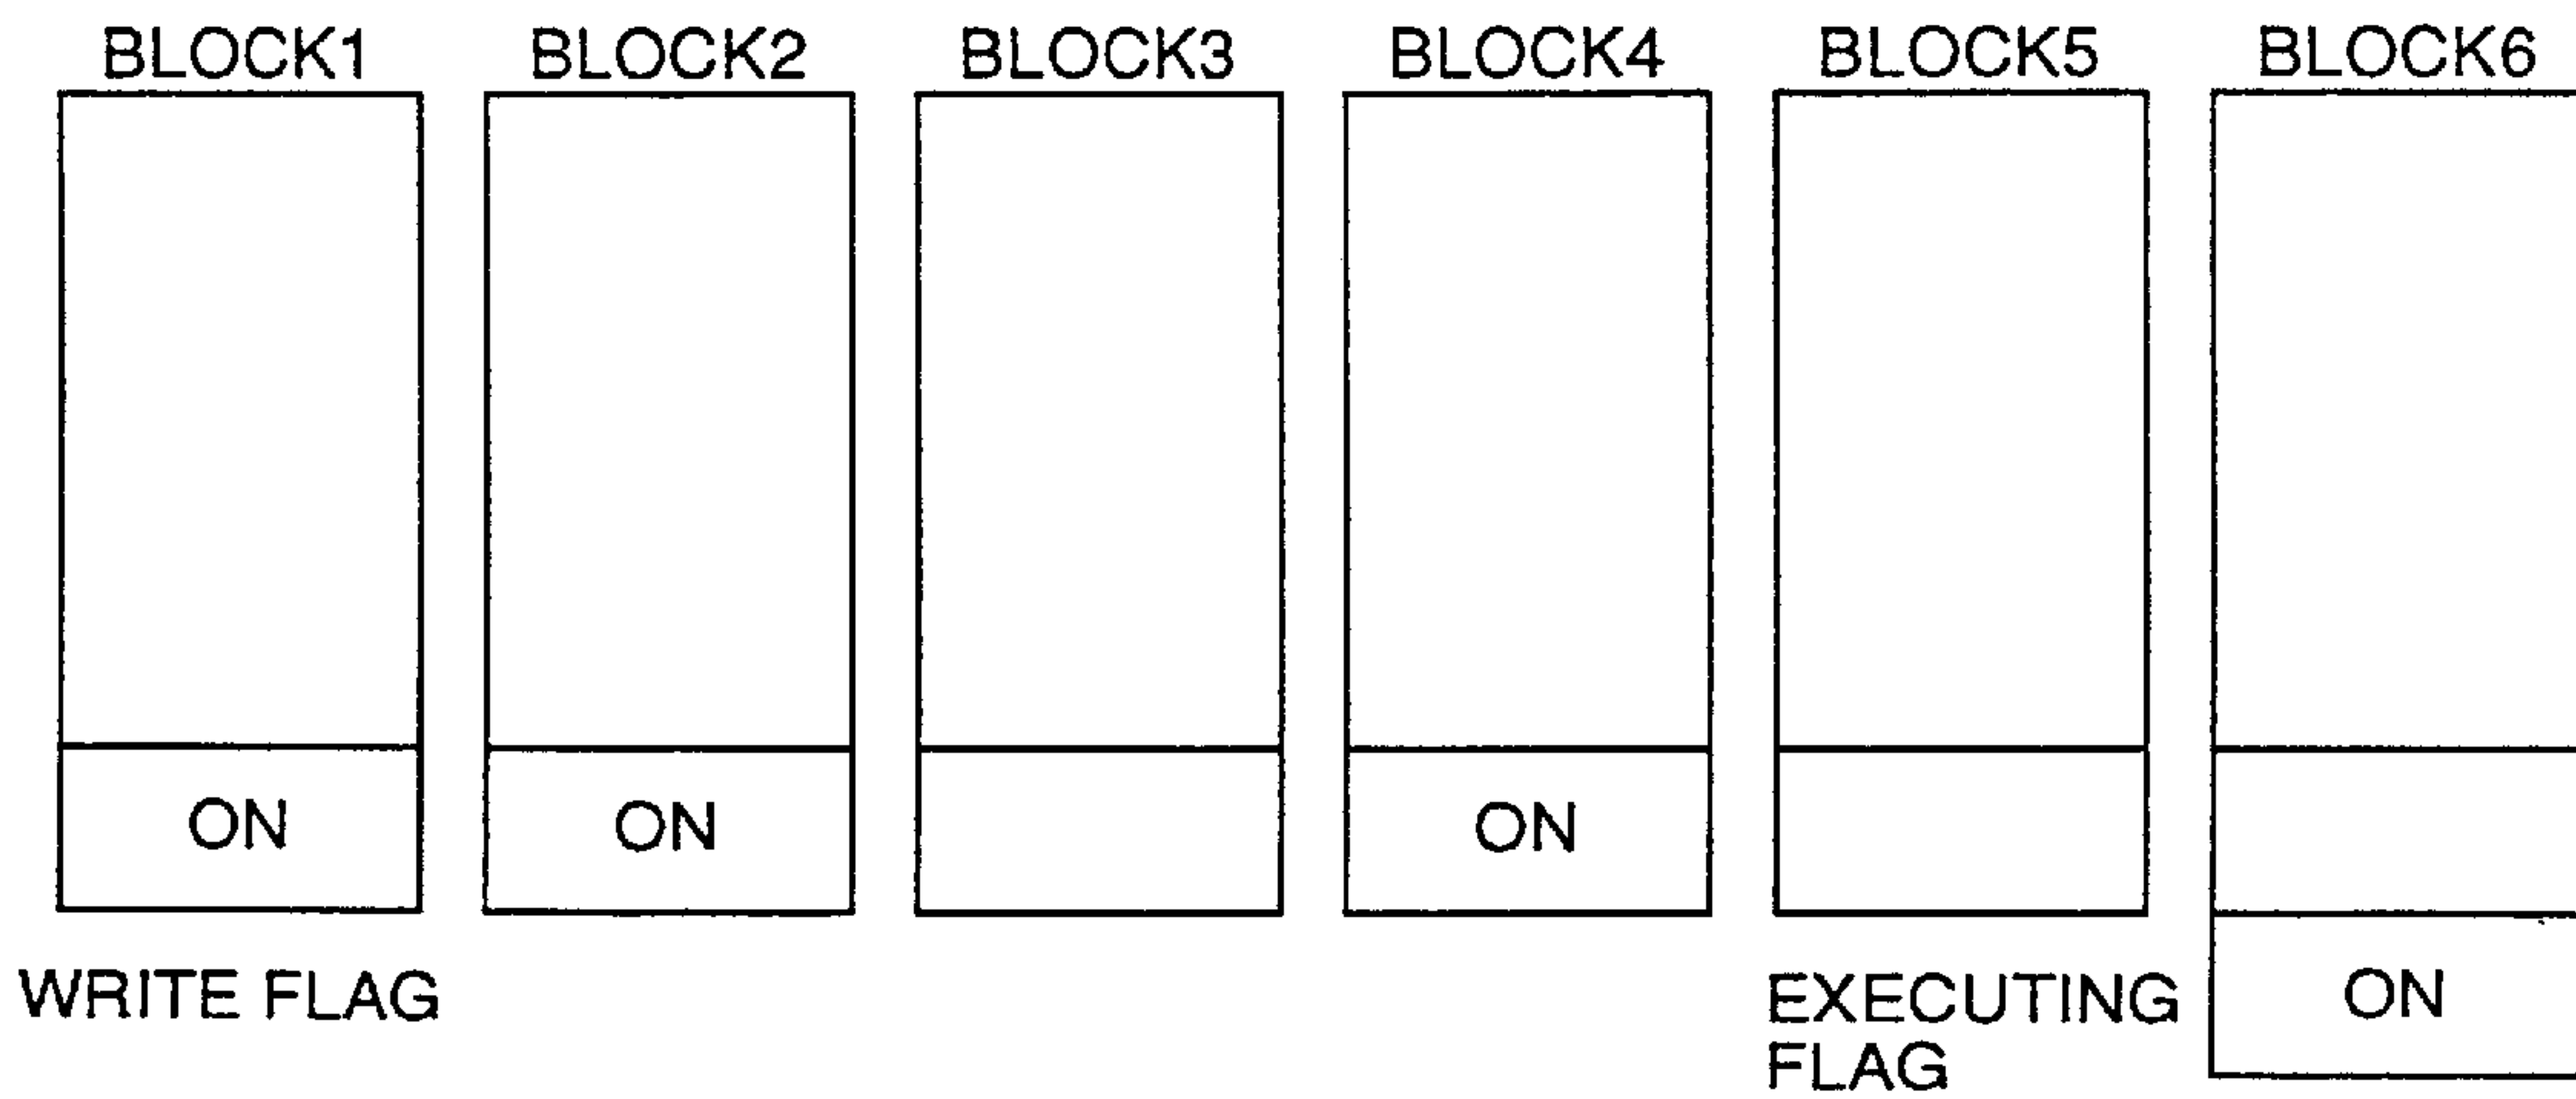 BLOCK1 BLOCK2 BLOCK3 BLOCK4 BLOCK5 BLOCK6
ON ON ON
WRITE FLAG
EXECUTING
FLAG
ON